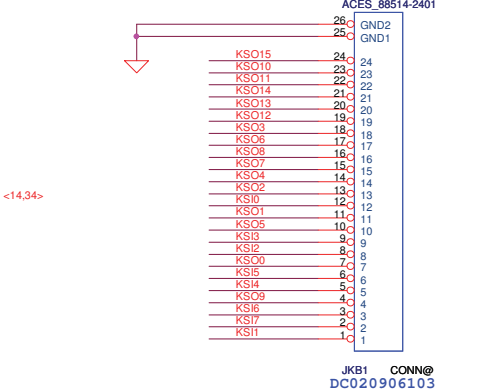 ACES_88514-2401
26 GND2
25 GND1
KSO15 24 24
KSO10 23 23
KSO11 22 22
KSO14 21 21
KSO13 20 20
KSO12 19 19
KSO3 18 18
KSO6 17 17
KSO8 16 16
KSO7 15 15
KSO4 14 14
KSO2 13 13
<14,34>
KSI0 12 12
KSO1 11 11
KSO5 10 10
KSI3 9 9
KSI2 8 8
KSO0 7 7
KSI5 6 6
KSI4 5 5
KSO9 4 4
KSI6 3 3
KSI7 2 2
KSI1 1 1
JKB1 CONN@
DC020906103